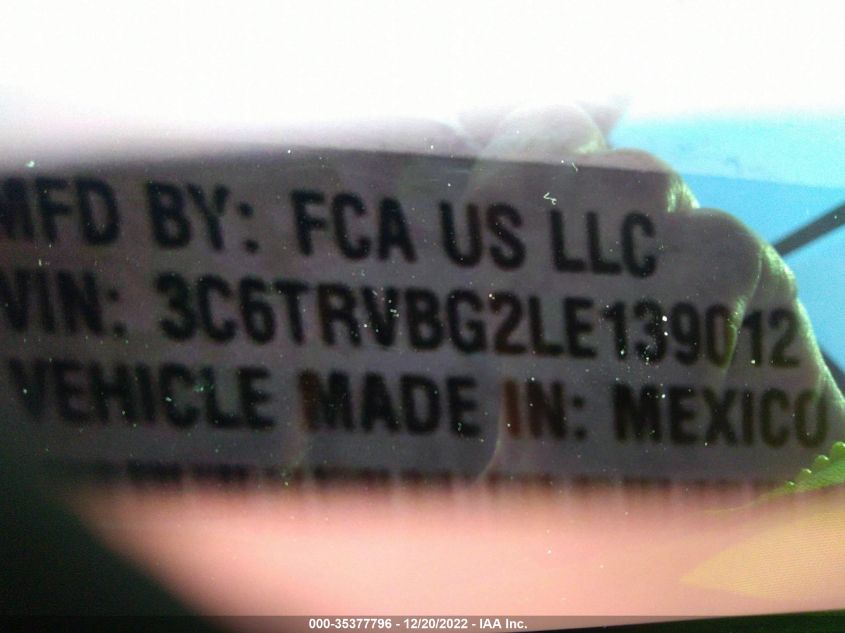 MFD BY: FCA US LLC
VIN: 3C6TRVBG2LE139012
VEHICLE MADE IN: MEXICO
000-35377796 - 12/20/2022 - IAA Inc.